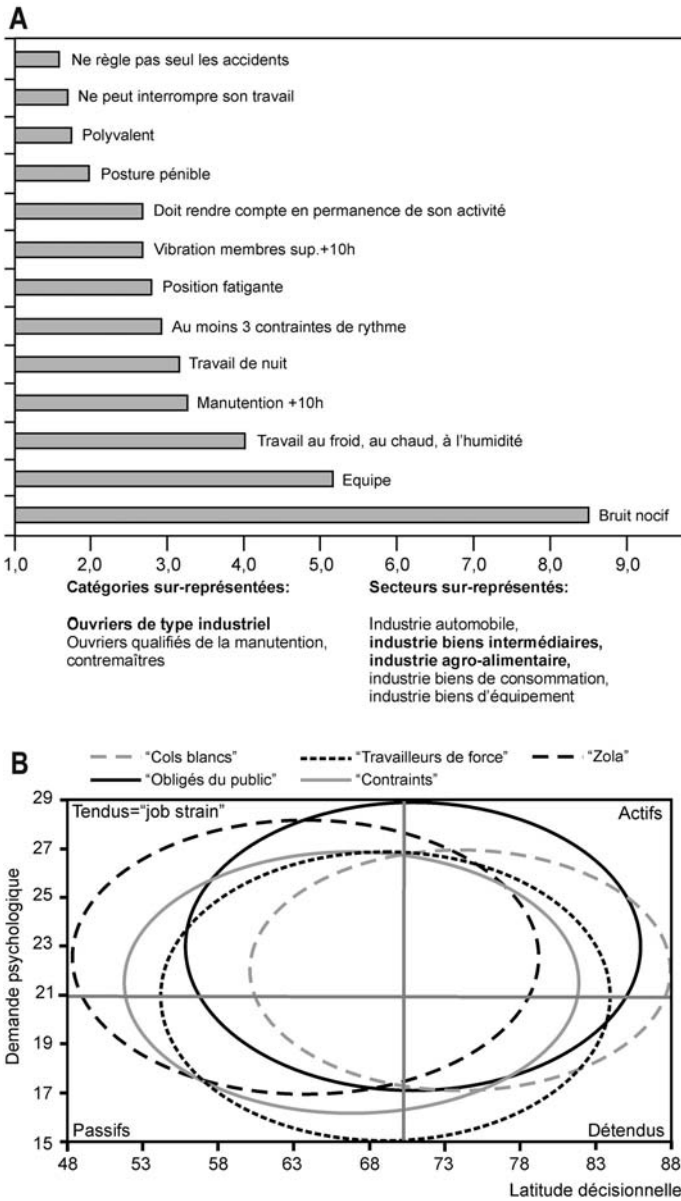 A
Ne règle pas seul les accidents
Ne peut interrompre son travail
Polyvalent
Posture pénible
Doit rendre compte en permanence de son activité
Vibration membres sup.+10h
Position fatigante
Au moins 3 contraintes de rythme
Travail de nuit
Manutention +10h
Travail au froid, au chaud, à l'humidité
Equipe
Bruit nocif
1,0 2,0 3,0 4,0 5,0 6,0 7,0 8,0 9,0
Catégories sur-représentées:
Ouvriers de type industriel
Ouvriers qualifiés de la manutention,
contremaîtres
Secteurs sur-représentés:
Industrie automobile,
industrie biens intermédiaires,
industrie agro-alimentaire,
industrie biens de consommation,
industrie biens d'équipement
B
"Cols blancs" "Travailleurs de force" "Zola"
"Obligés du public" "Contraints"
Tendus="job strain" Actifs
Demande psychologique
29
27
25
23
21
19
17
15
Passifs Détendus
48 53 58 63 68 73 78 83 88
Latitude décisionnelle